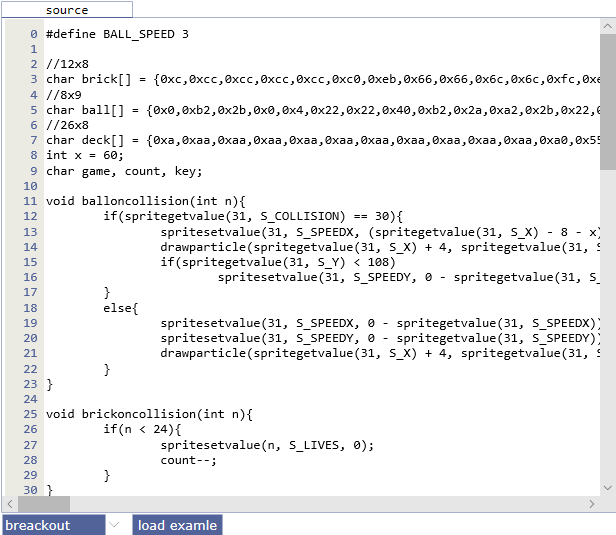 source
0 #define BALL_SPEED 3
1
2 //12x8
3 char brick[] = {0xc,0xcc,0xcc,0xcc,0xcc,0xc0,0xeb,0x66,0x66,0x6c,0x6c,0xfc,0xe
4 //8x9
5 char ball[] = {0x0,0xb2,0x2b,0x0,0x4,0x22,0x22,0x40,0xb2,0x2a,0xa2,0x2b,0x22,0
6 //26x8
7 char deck[] = {0xa,0xaa,0xaa,0xaa,0xaa,0xaa,0xaa,0xaa,0xaa,0xaa,0xaa,0xa0,0x55
8 int x = 60;
9 char game, count, key;
10
11 void balloncollision(int n){
12 if(spritegetvalue(31, S_COLLISION) == 30){
13 spritesetvalue(31, S_SPEEDX, (spritegetvalue(31, S_X) - 8 - x)
14 drawparticle(spritegetvalue(31, S_X) + 4, spritegetvalue(31, S
15 if(spritegetvalue(31, S_Y) < 108)
16 spritesetvalue(31, S_SPEEDY, 0 - spritegetvalue(31, S_
17 }
18 else{
19 spritesetvalue(31, S_SPEEDX, 0 - spritegetvalue(31, S_SPEEDX))
20 spritesetvalue(31, S_SPEEDY, 0 - spritegetvalue(31, S_SPEEDY))
21 drawparticle(spritegetvalue(31, S_X) + 4, spritegetvalue(31, S
22 }
23 }
24
25 void brickoncollision(int n){
26 if(n < 24){
27 spritesetvalue(n, S_LIVES, 0);
28 count--;
29 }
30 }
breackout
load examle